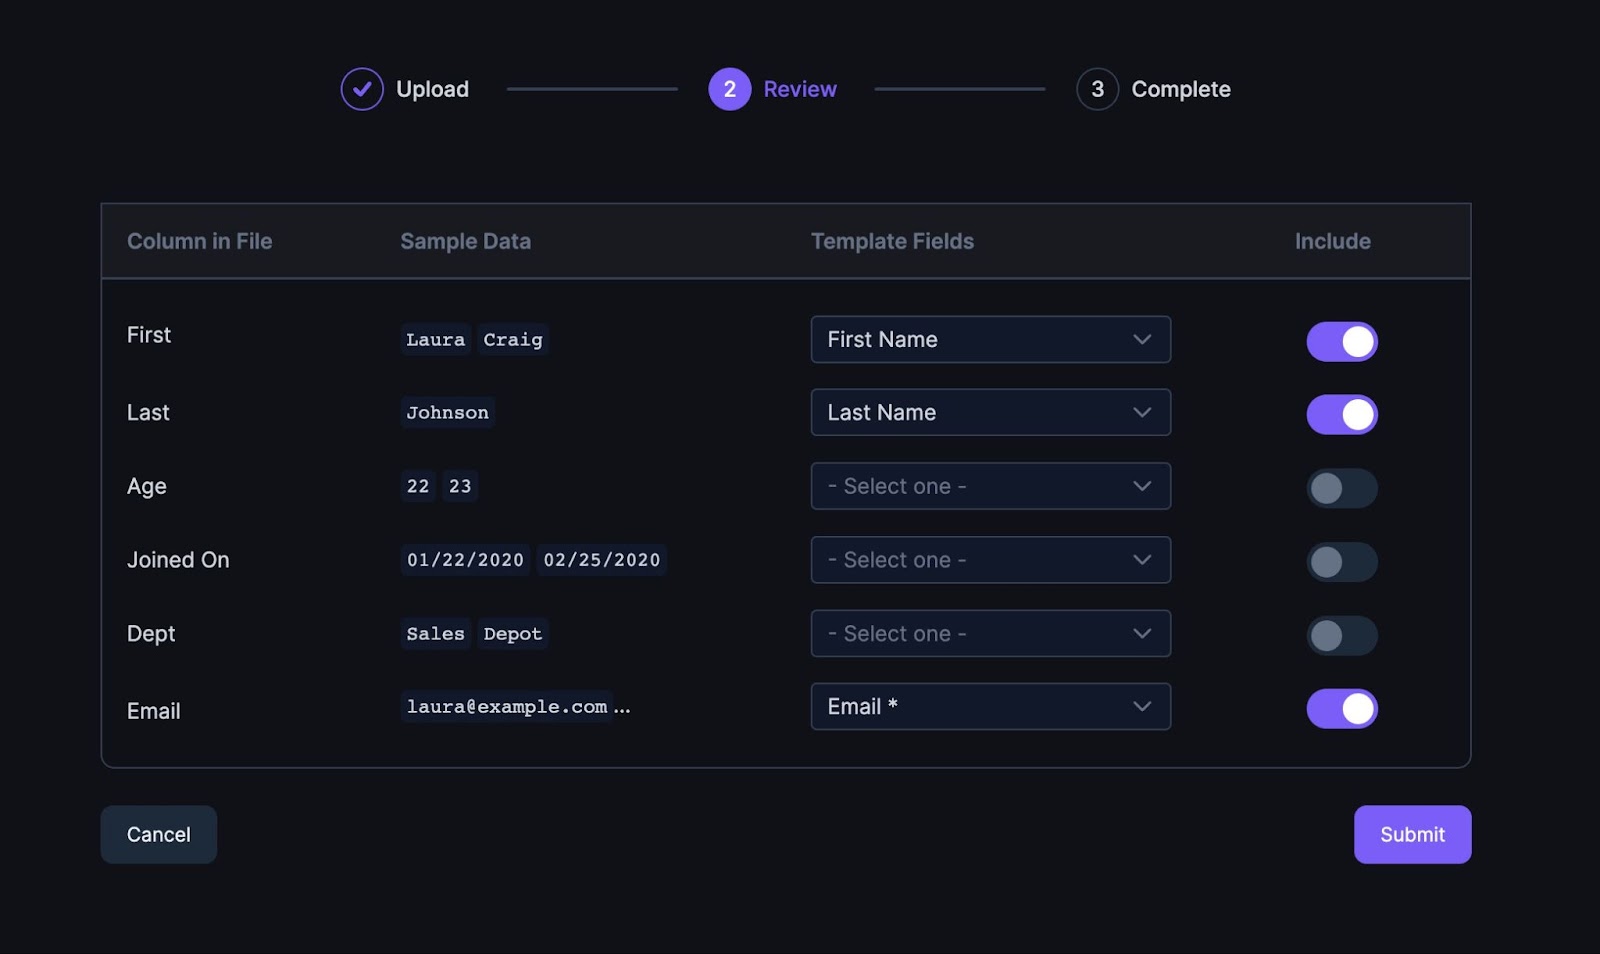 Upload 2 Review 3 Complete
Column in File Sample Data Template Fields Include
First Laura Craig First Name
Last Johnson Last Name
Age 22 23 - Select one -
Joined On 01/22/2020 02/25/2020 - Select one -
Dept Sales Depot - Select one -
Email laura@example.com... Email *
Cancel Submit